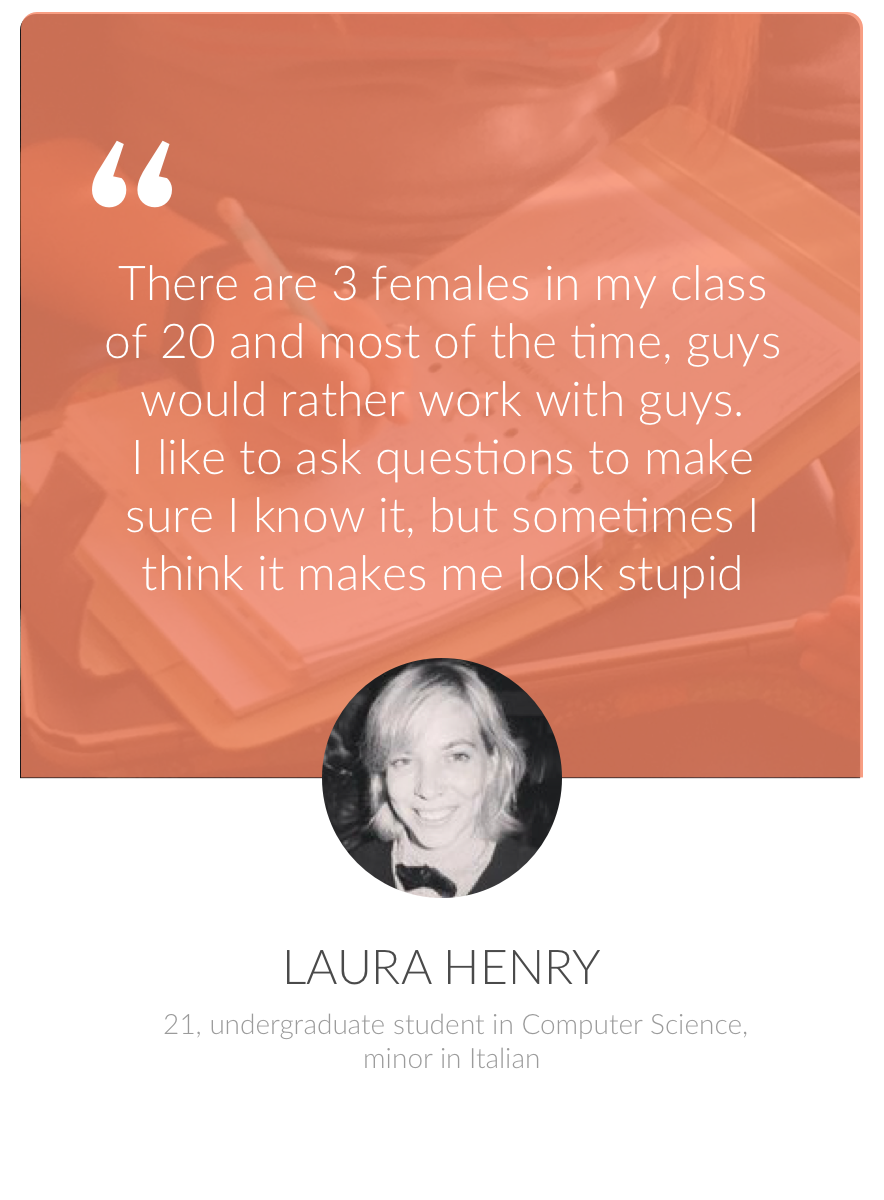 “
There are 3 females in my class
of 20 and most of the time, guys
would rather work with guys.
I like to ask questions to make
sure I know it, but sometimes I
think it makes me look stupid
LAURA HENRY
21, undergraduate student in Computer Science,
minor in Italian